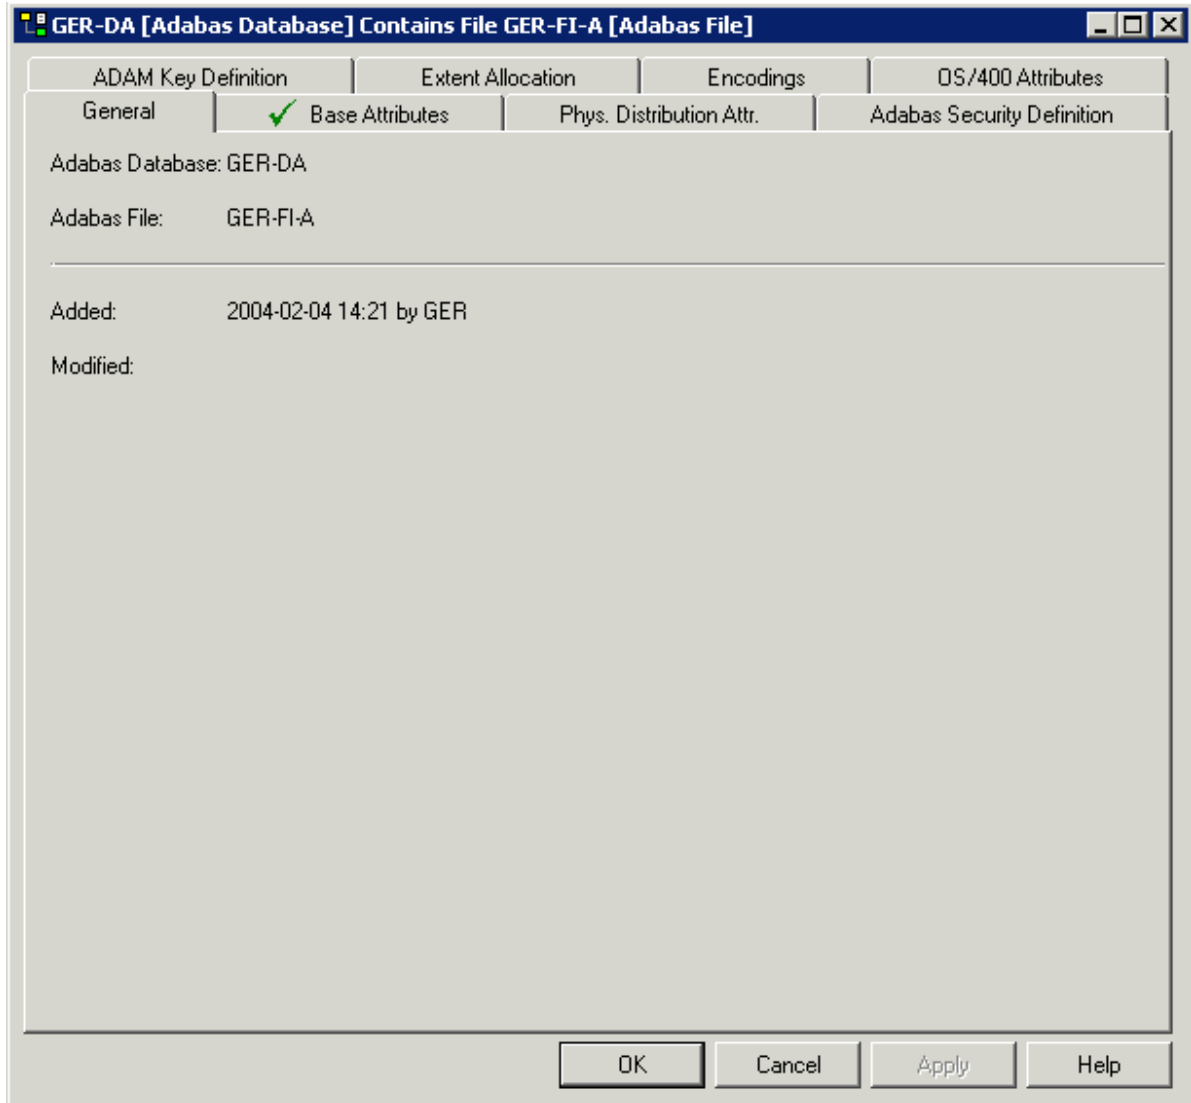 GER-DA [Adabas Database] Contains File GER-FI-A [Adabas File]
ADAM Key Definition Extent Allocation Encodings OS/400 Attributes
General Base Attributes Phys. Distribution Attr. Adabas Security Definition
Adabas Database: GER-DA
Adabas File: GER-FI-A
Added: 2004-02-04 14:21 by GER
Modified:
OK Cancel Apply Help